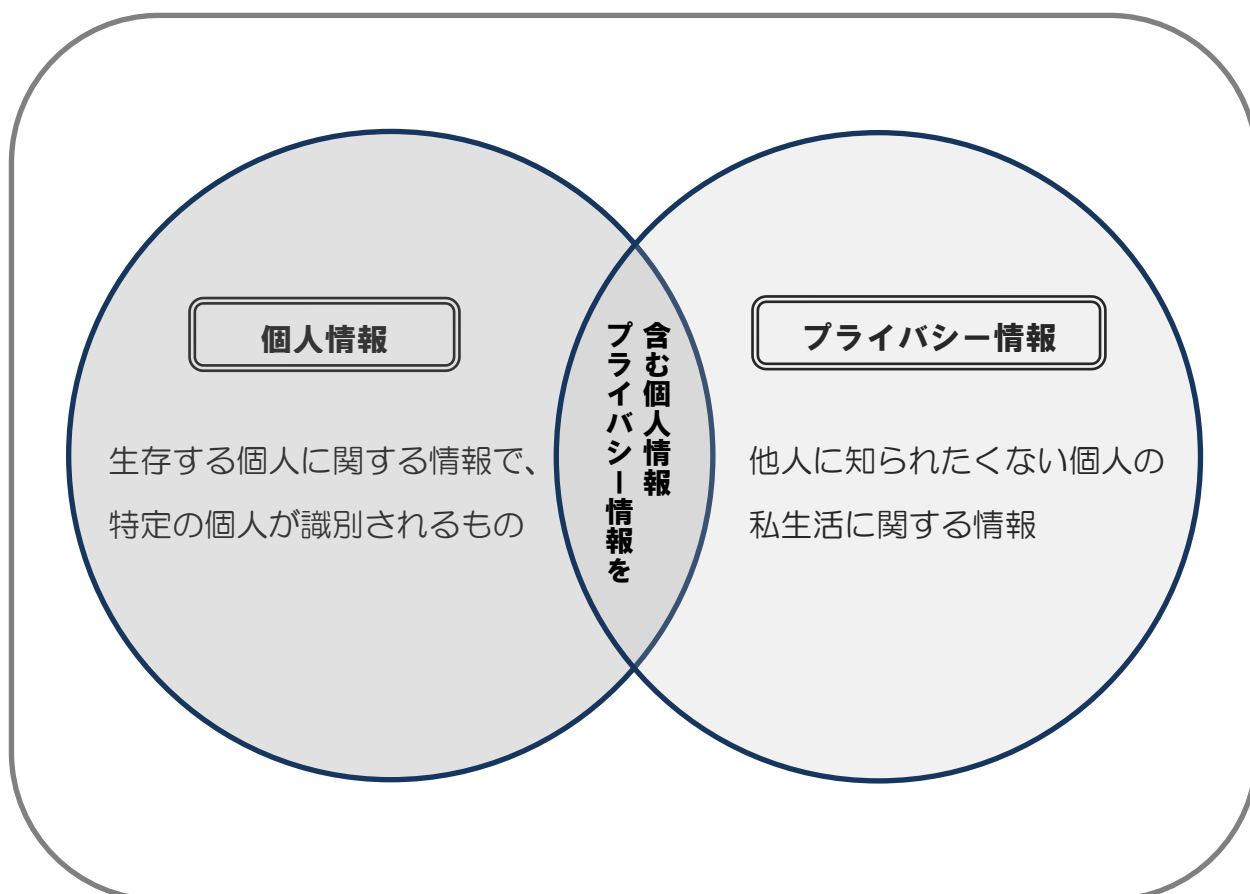 個人情報
生存する個人に関する情報で、
特定の個人が識別されるもの
プライバシー情報を
含む個人情報
プライバシー情報
他人に知られたくない個人の
私生活に関する情報